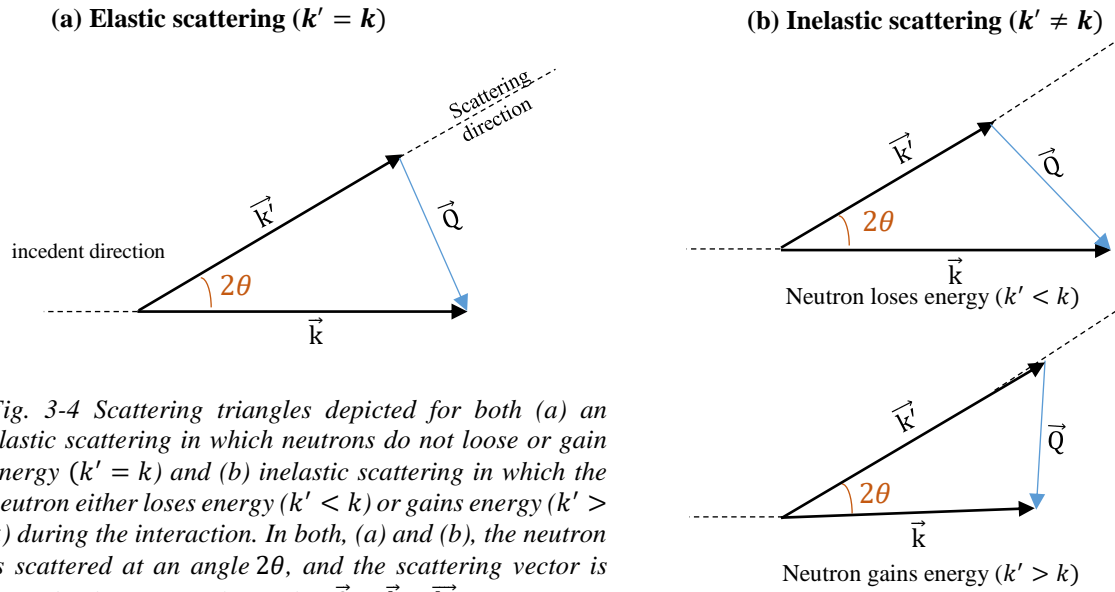 (a) Elastic scattering (k′ = k)
Scattering
direction
k′
Q
incedent direction
2θ
k
(b) Inelastic scattering (k′ ≠ k)
k′
Q
2θ
k
Neutron loses energy (k′ < k)
k′
Q
2θ
k
Neutron gains energy (k′ > k)
ig. 3-4 Scattering triangles depicted for both (a) an
lastic scattering in which neutrons do not loose or gain
nergy (k′ = k) and (b) inelastic scattering in which the
eutron either loses energy (k′ < k) or gains energy (k′ >
) during the interaction. In both, (a) and (b), the neutron
s scattered at an angle 2θ, and the scattering vector is